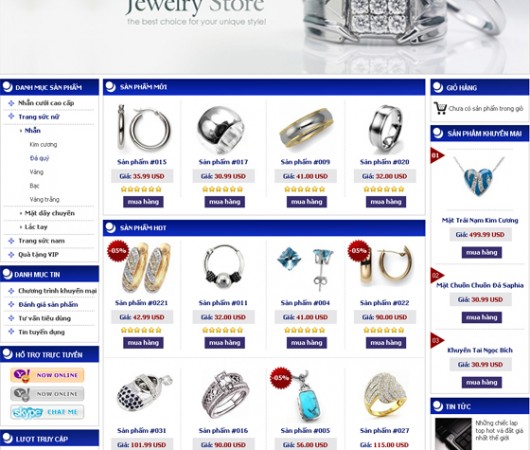 Jewelry Store
the best choice for your unique style!
DANH MỤC SẢN PHẨM
Nhẫn cưới cao cấp
Trang sức nữ
Nhẫn
Kim cương
Đá quý
Vàng
Bạc
Vàng trắng
Mặt dây chuyền
Lắc tay
Trang sức nam
Quà tặng VIP
DANH MỤC TIN
Chương trình khuyến mại
Đánh giá sản phẩm
Tư vấn tiêu dùng
Tin tuyển dụng
HỖ TRỢ TRỰC TUYẾN
NOW ONLINE
NOW ONLINE
skype CHAT ME
LƯỢT TRUY CẬP
SẢN PHẨM MỚI
Sản phẩm #015
Sản phẩm #017
Sản phẩm #009
Sản phẩm #020
Giá: 35.99 USD
Giá: 30.99 USD
Giá: 41.00 USD
Giá: 32.00 USD
mua hàng
mua hàng
mua hàng
mua hàng
SẢN PHẨM HOT
-05%
-05%
Sản phẩm #0221
Sản phẩm #011
Sản phẩm #004
Sản phẩm #022
Giá: 42.99 USD
Giá: 32.00 USD
Giá: 41.00 USD
Giá: 90.00 USD
mua hàng
mua hàng
mua hàng
mua hàng
-05%
Sản phẩm #031
Sản phẩm #016
Sản phẩm #005
Sản phẩm #027
Giá: 101.99 USD
Giá: 90.00 USD
Giá: 56.00 USD
Giá: 115.00 USD
GIỎ HÀNG
Chưa có sản phẩm trong giỏ
SẢN PHẨM KHUYẾN MẠI
01
Mặt Trái Nạm Kim Cương
Giá: 499.99 USD
mua hàng
02
Mặt Chuồn Chuồn Đá Saphia
Giá: 30.99 USD
mua hàng
03
Khuyên Tai Ngọc Bích
Giá: 30.99 USD
mua hàng
TIN TỨC
Những chiếc lap
top hot và đắt giá
nhất thế giới